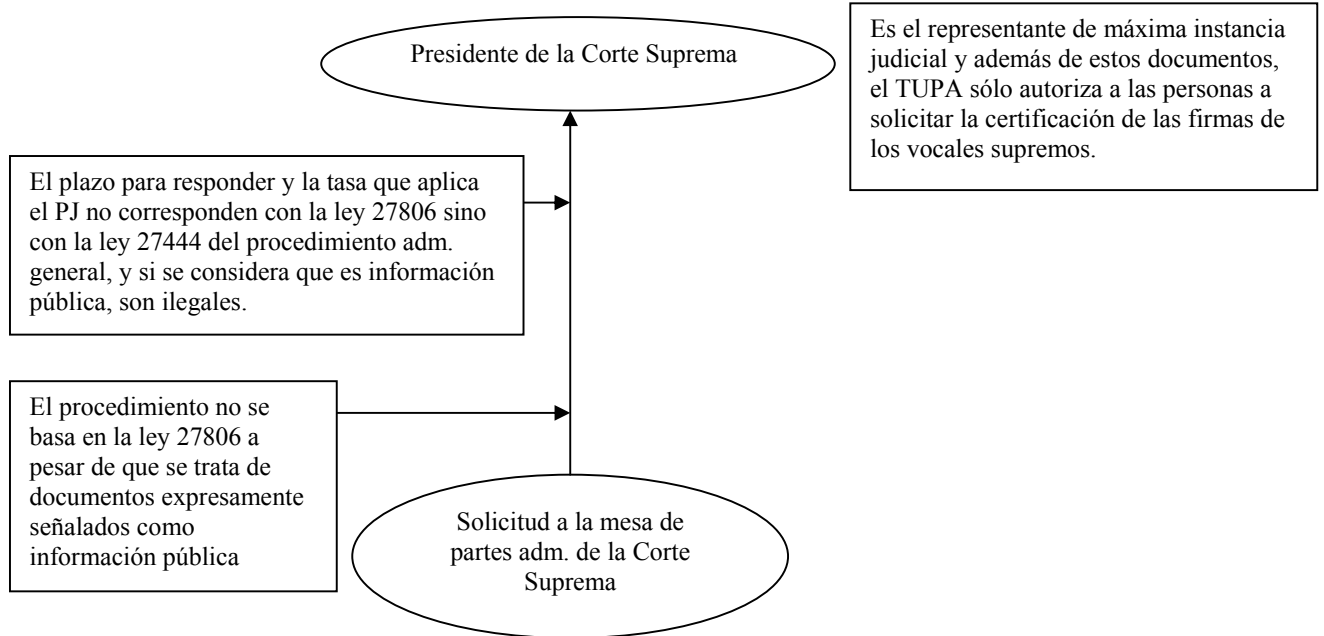 Presidente de la Corte Suprema
Es el representante de máxima instancia
judicial y además de estos documentos,
el TUPA sólo autoriza a las personas a
solicitar la certificación de las firmas de
los vocales supremos.
El plazo para responder y la tasa que aplica
el PJ no corresponden con la ley 27806 sino
con la ley 27444 del procedimiento adm.
general, y si se considera que es información
pública, son ilegales.
El procedimiento no se
basa en la ley 27806 a
pesar de que se trata de
documentos expresamente
señalados como
información pública
Solicitud a la mesa de
partes adm. de la Corte
Suprema